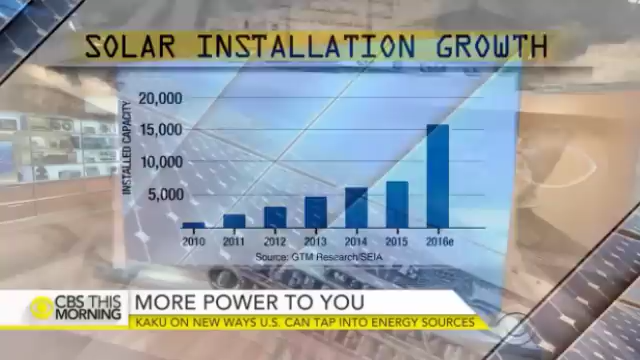 SOLAR INSTALLATION GROWTH
INSTALLED CAPACITY
20,000
15,000
10,000
5,000
2010 2011 2012 2013 2014 2015 2016e
Source: GTM Research/SEIA
CBS THIS
MORNING
MORE POWER TO YOU
KAKU ON NEW WAYS U.S. CAN TAP INTO ENERGY SOURCES